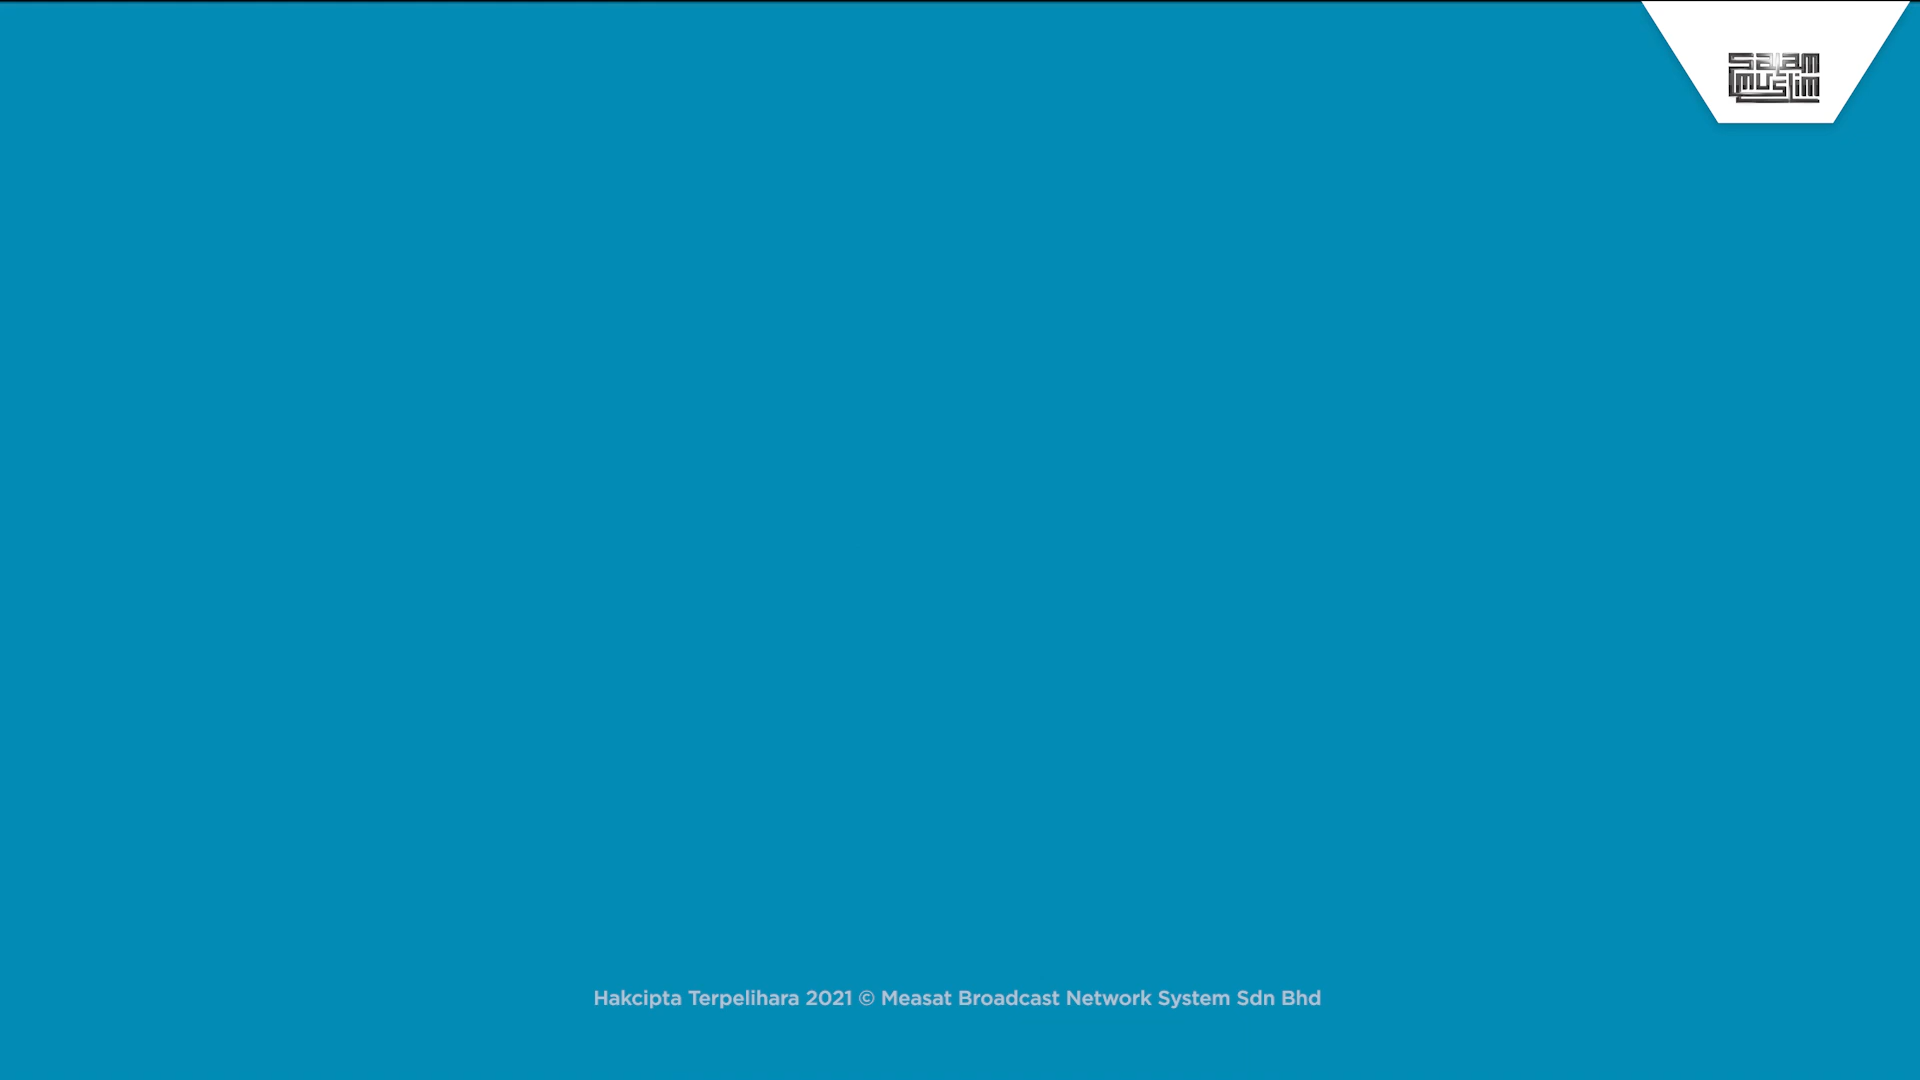 salam
muslim
Hakcipta Terpelihara 2021 © Measat Broadcast Network System Sdn Bhd